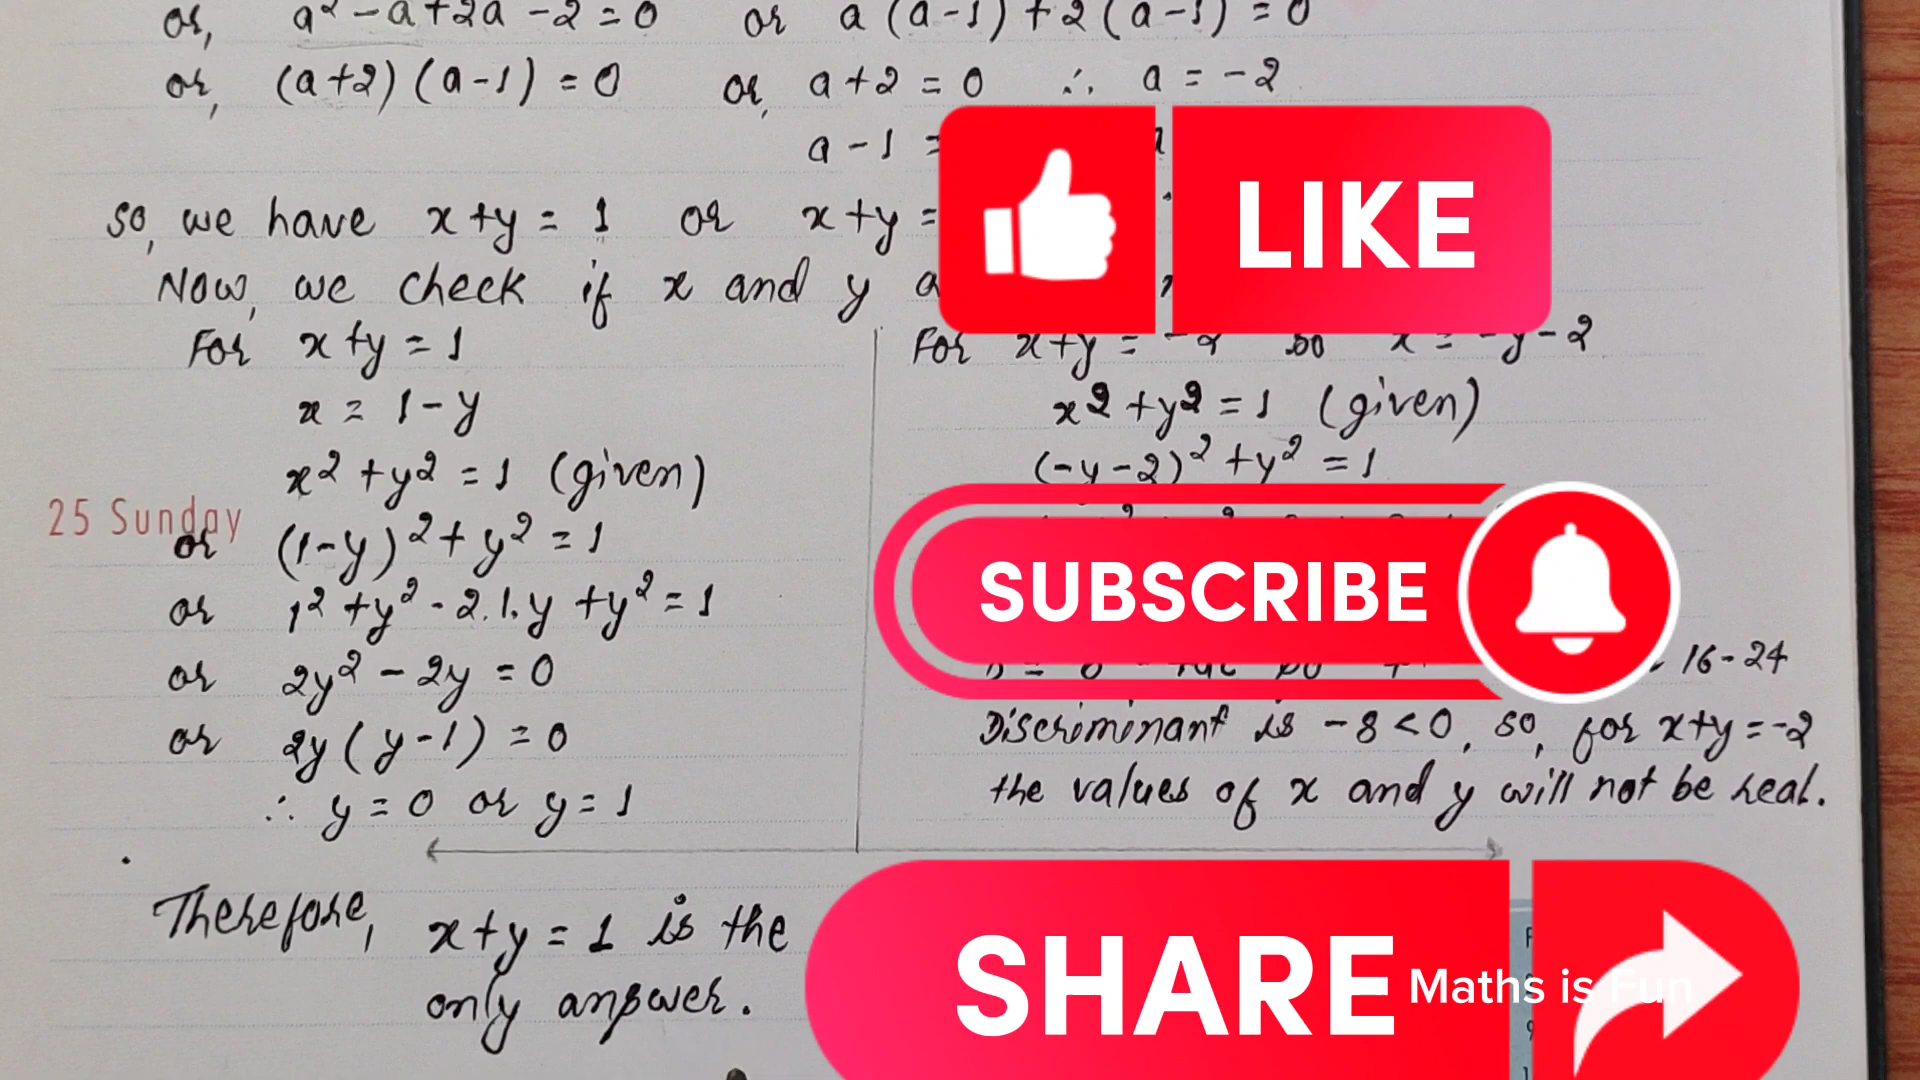 or, a² - a + 2a - 2 = 0 or a (a-1) + 2 (a-1) = 0
or, (a+2) (a-1) = 0 or, a+2 = 0 ∴ a = -2
a - 1 =
LIKE
so, we have x+y = 1 or x+y =
Now, we check if x and y
For x+y = 1
For x+y = -2 so x = -y-2
x = 1-y
x² + y² = 1 (given)
x² + y² = 1 (given)
(-y-2)² + y² = 1
25 Sunday
or (1-y)² + y² = 1
SUBSCRIBE
or 1² + y² - 2.1.y + y² = 1
or 2y² - 2y = 0
16-24
or 2y (y-1) = 0
Discriminant is -8 < 0, so, for x+y = -2
∴ y = 0 or y = 1
the values of x and y will not be real.
Therefore, x+y = 1 is the
only answer.
SHARE
Maths is Fun